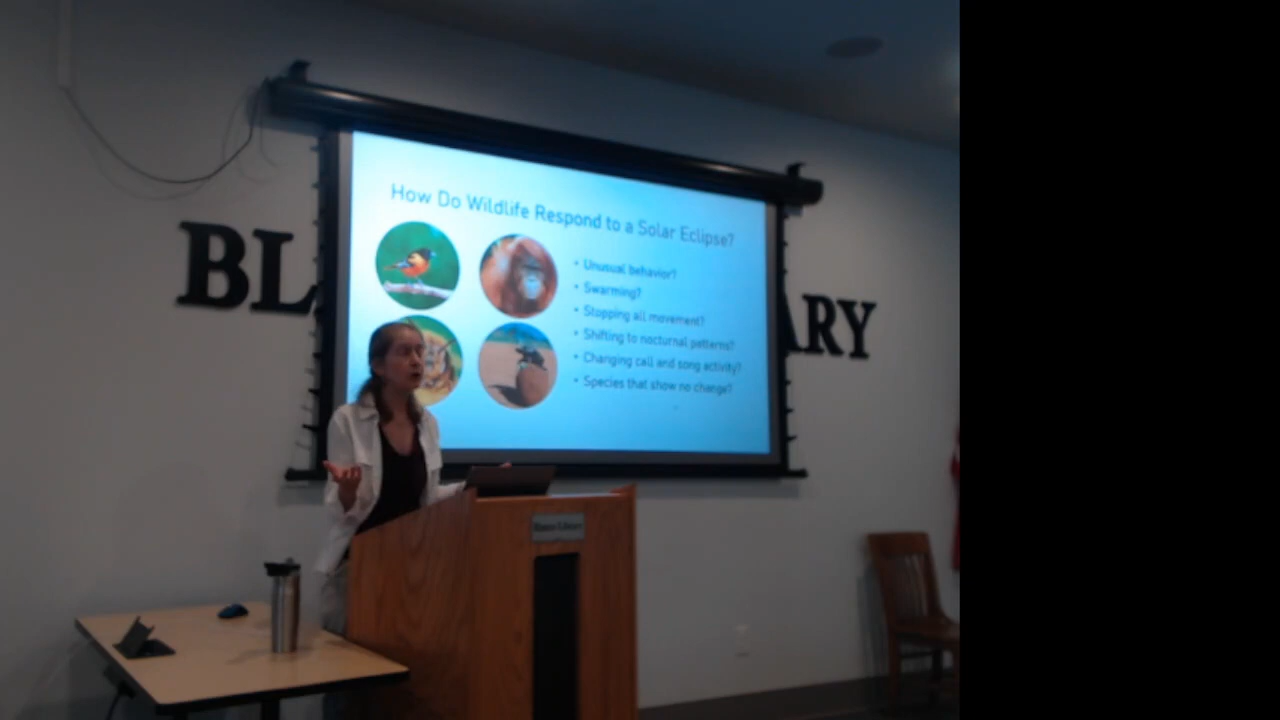 How Do Wildlife Respond to a Solar Eclipse?
• Unusual behavior?
• Swarming?
• Stopping all movement?
• Shifting to nocturnal patterns?
• Changing call and song activity?
• Species that show no change?
BL ARY
Library